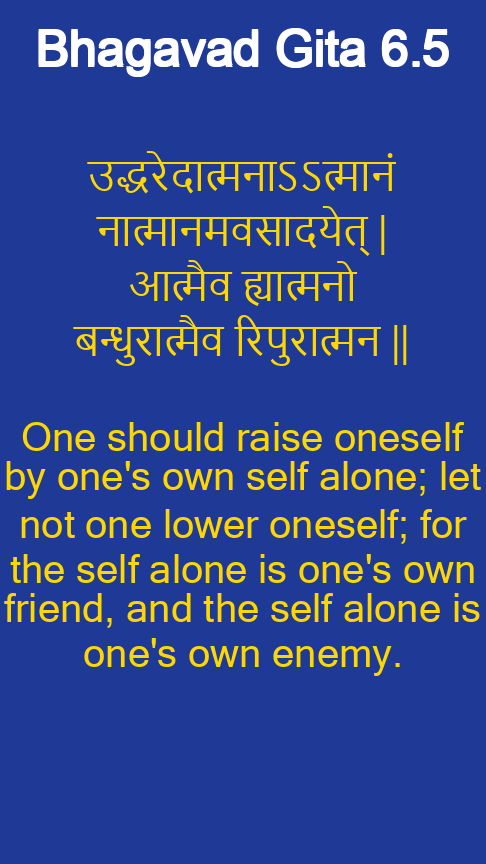 Bhagavad Gita 6.5
उद्धरेदात्मनाऽऽत्मानं
नात्मानमवसादयेत् |
आत्मैव ह्यात्मनो
बन्धुरात्मैव रिपुरात्मन ||
One should raise oneself
by one's own self alone; let
not one lower oneself; for
the self alone is one's own
friend, and the self alone is
one's own enemy.